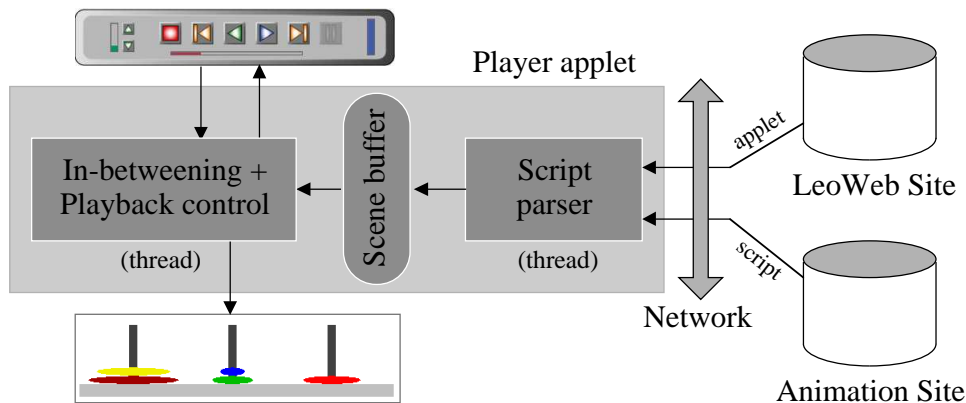 Player applet
In-betweening +
Playback control
(thread)
Scene buffer
Script
parser
(thread)
Network
applet
LeoWeb Site
script
Animation Site